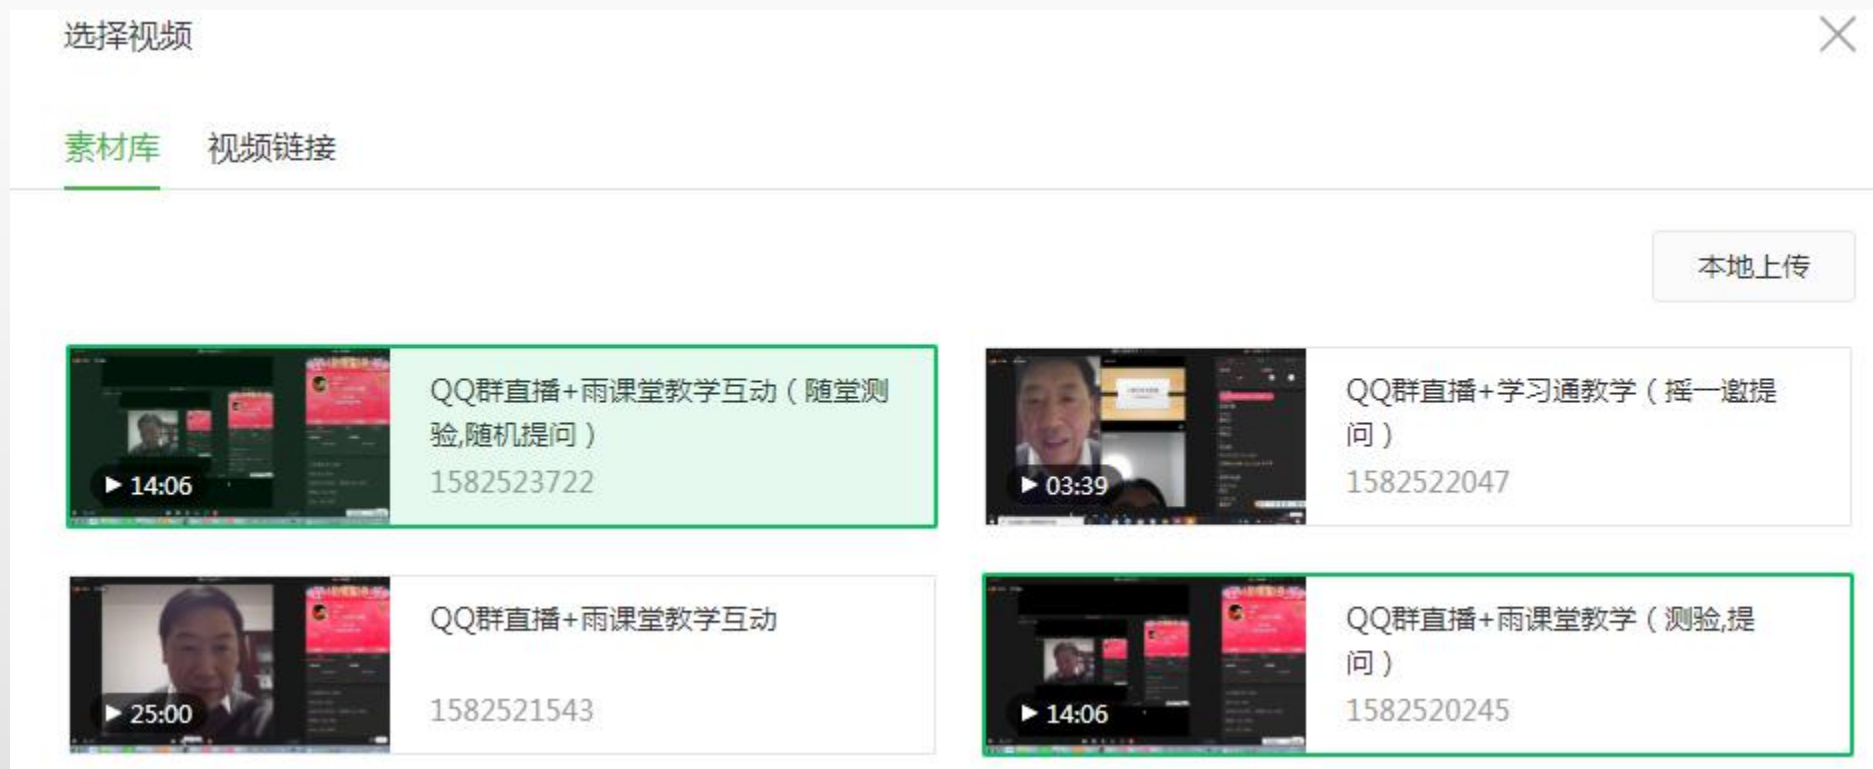 选择视频
素材库 视频链接
本地上传
QQ群直播+雨课堂教学互动（随堂测
验,随机提问）
14:06
1582523722
QQ群直播+学习通教学（摇一邀提
问）
03:39
1582522047
QQ群直播+雨课堂教学互动
25:00
1582521543
QQ群直播+雨课堂教学（测验,提
问）
14:06
1582520245